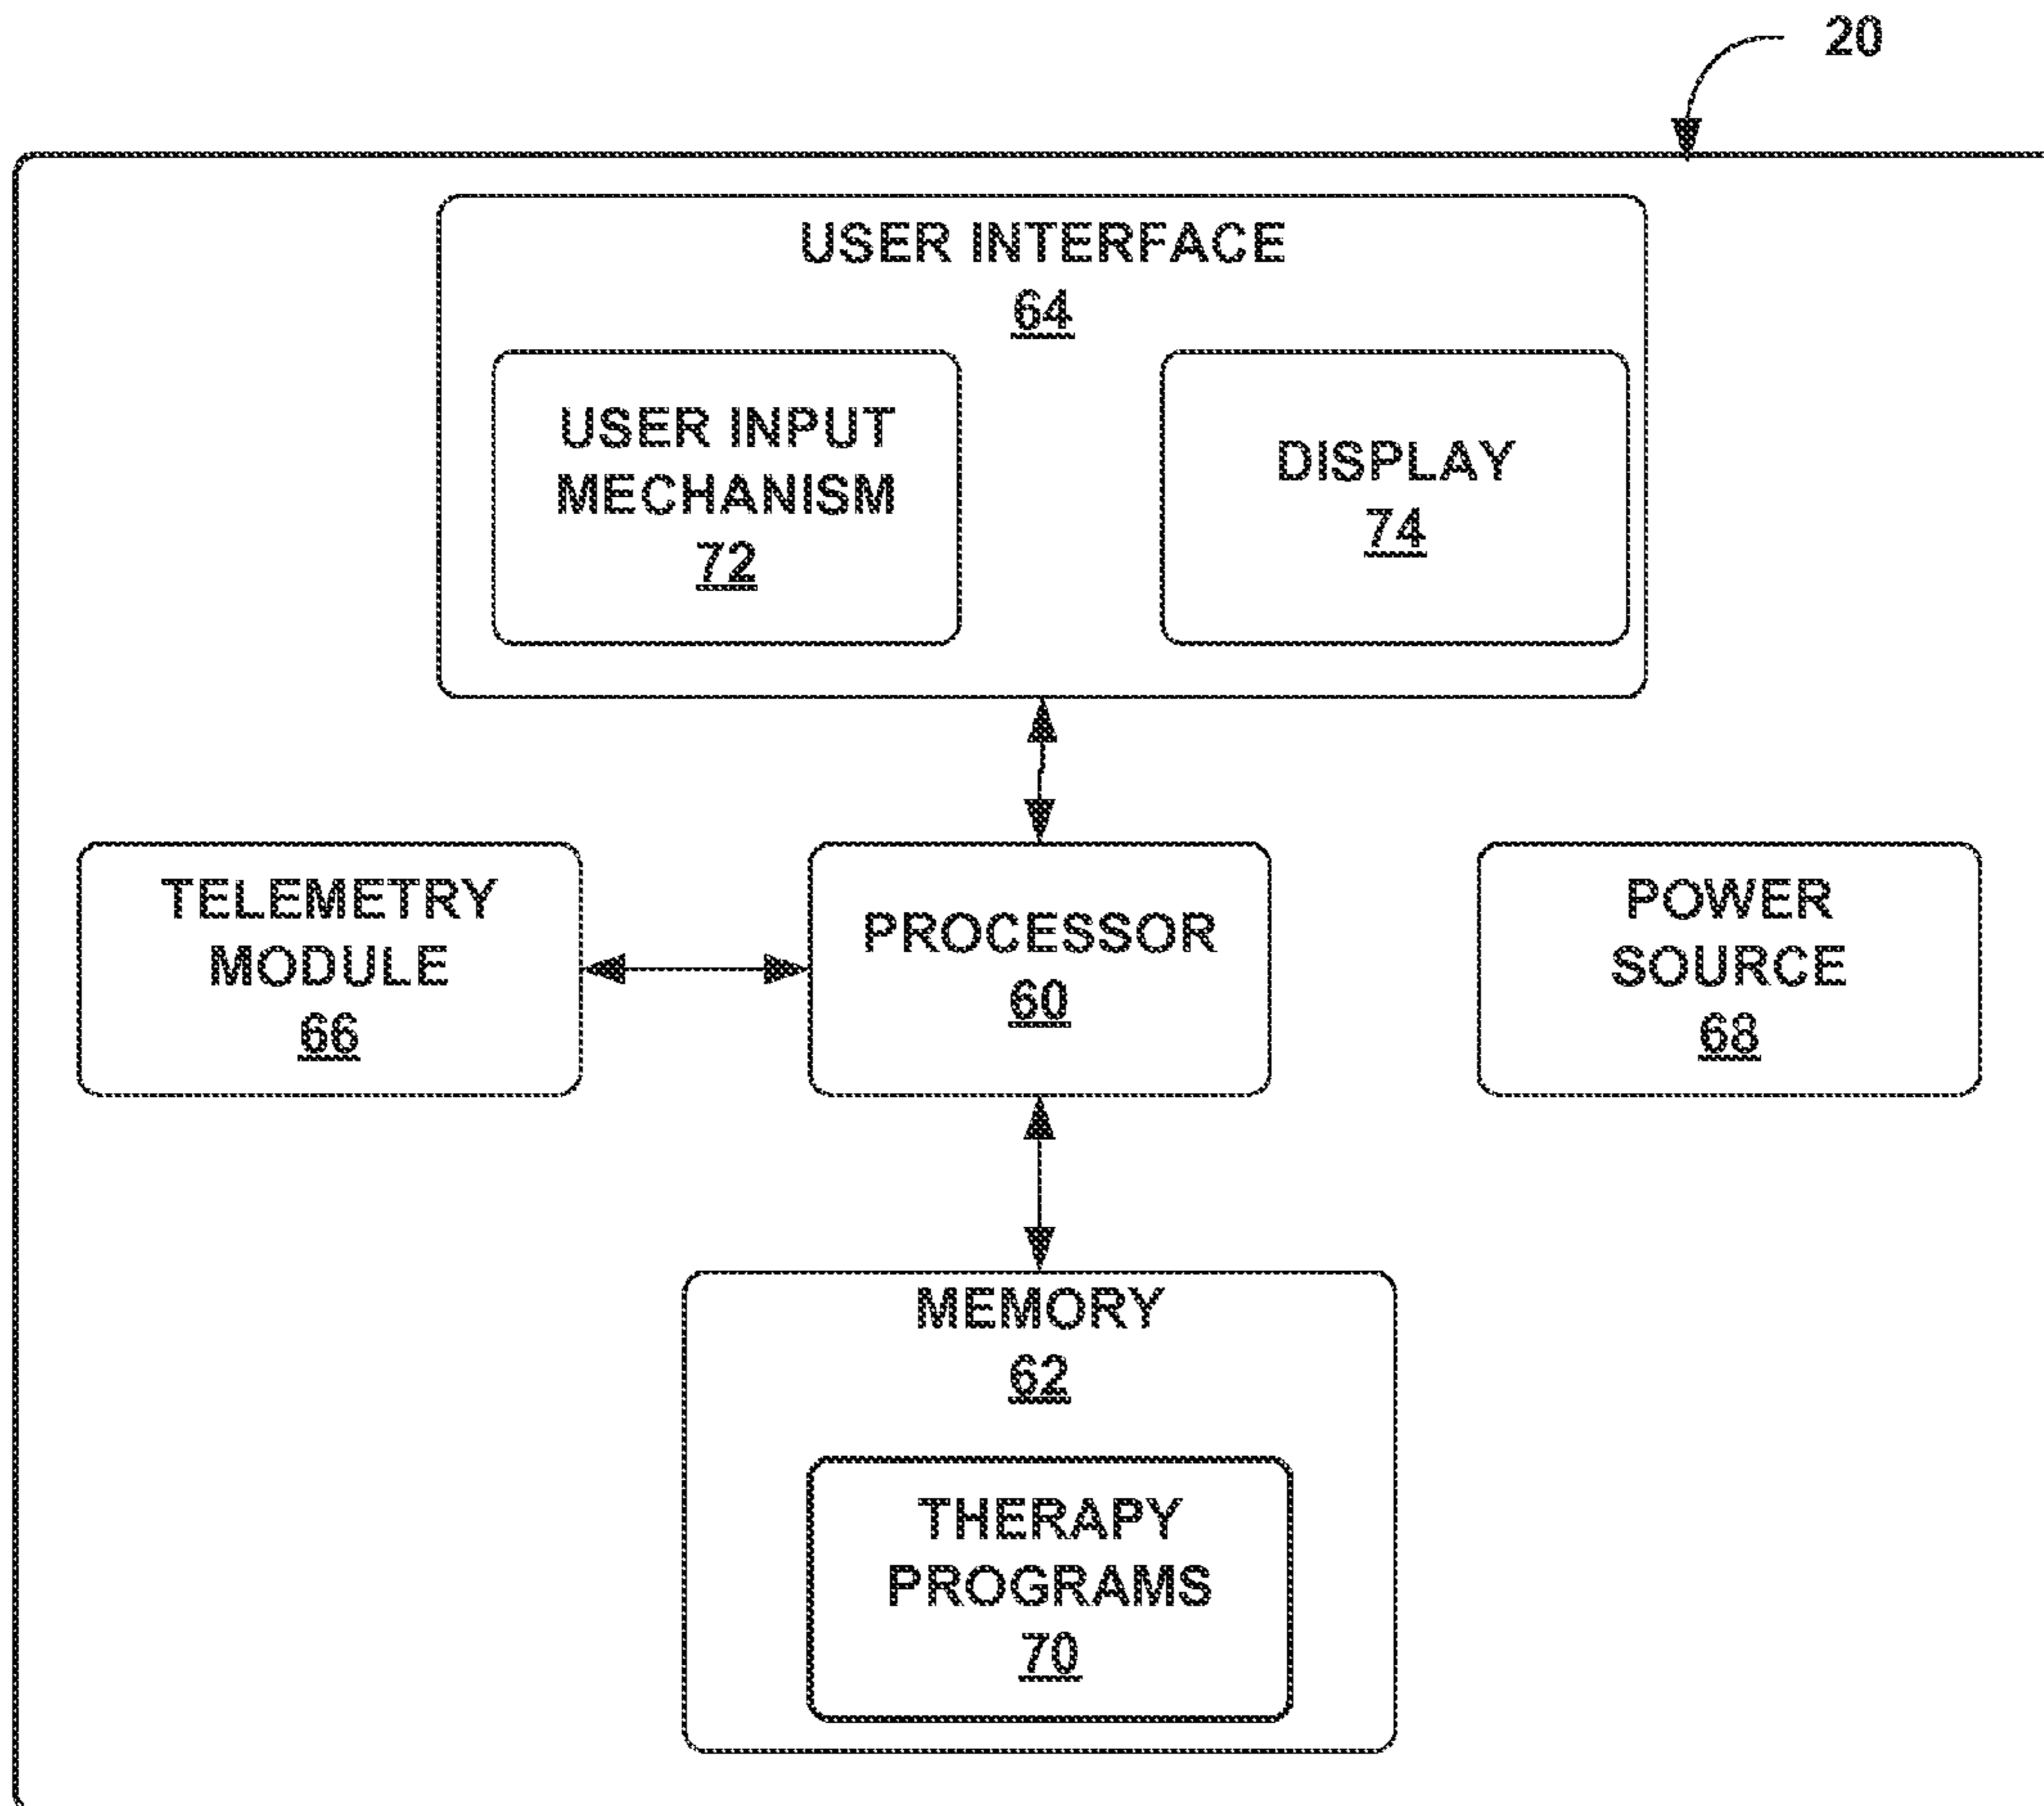 20
USER INTERFACE
64
USER INPUT
MECHANISM
72
DISPLAY
74
TELEMETRY
MODULE
66
PROCESSOR
60
POWER
SOURCE
68
MEMORY
62
THERAPY
PROGRAMS
70